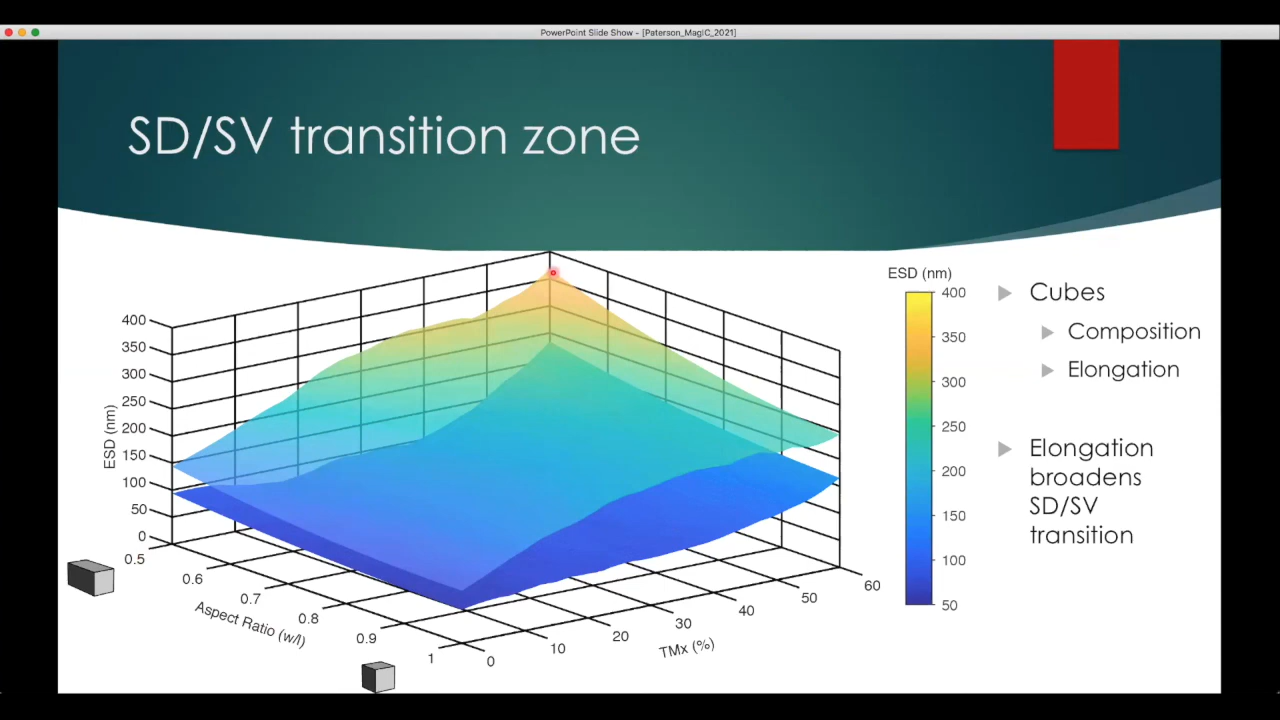 PowerPoint Slide Show - [Paterson_MagIC_2021]
SD/SV transition zone
400
350
300
250
200
150
100
50
0
ESD (nm)
0.5
0.6
0.7
0.8
0.9
1
Aspect Ratio (w/l)
0
10
20
30
40
50
60
TMx (%)
ESD (nm)
400
350
300
250
200
150
100
50
Cubes
Composition
Elongation
Elongation
broadens
SD/SV
transition